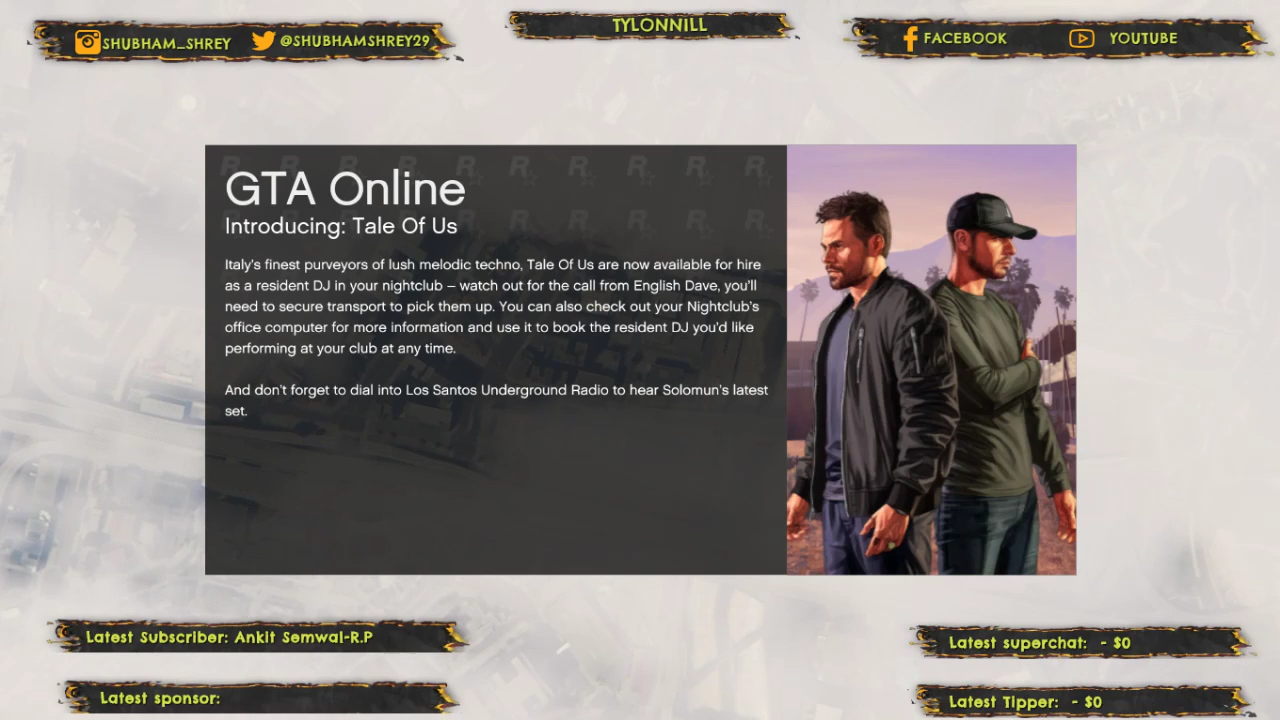 SHUBHAM_SHREY
@SHUBHAMSHREY29
TYLONNILL
FACEBOOK
YOUTUBE
GTA Online
Introducing: Tale Of Us
Italy's finest purveyors of lush melodic techno, Tale Of Us are now available for hire
as a resident DJ in your nightclub – watch out for the call from English Dave, you'll
need to secure transport to pick them up. You can also check out your Nightclub's
office computer for more information and use it to book the resident DJ you'd like
performing at your club at any time.
And don't forget to dial into Los Santos Underground Radio to hear Solomun's latest
set.
Latest Subscriber: Ankit Semwal-R.P
Latest superchat: - $0
Latest sponsor:
Latest Tipper: - $0